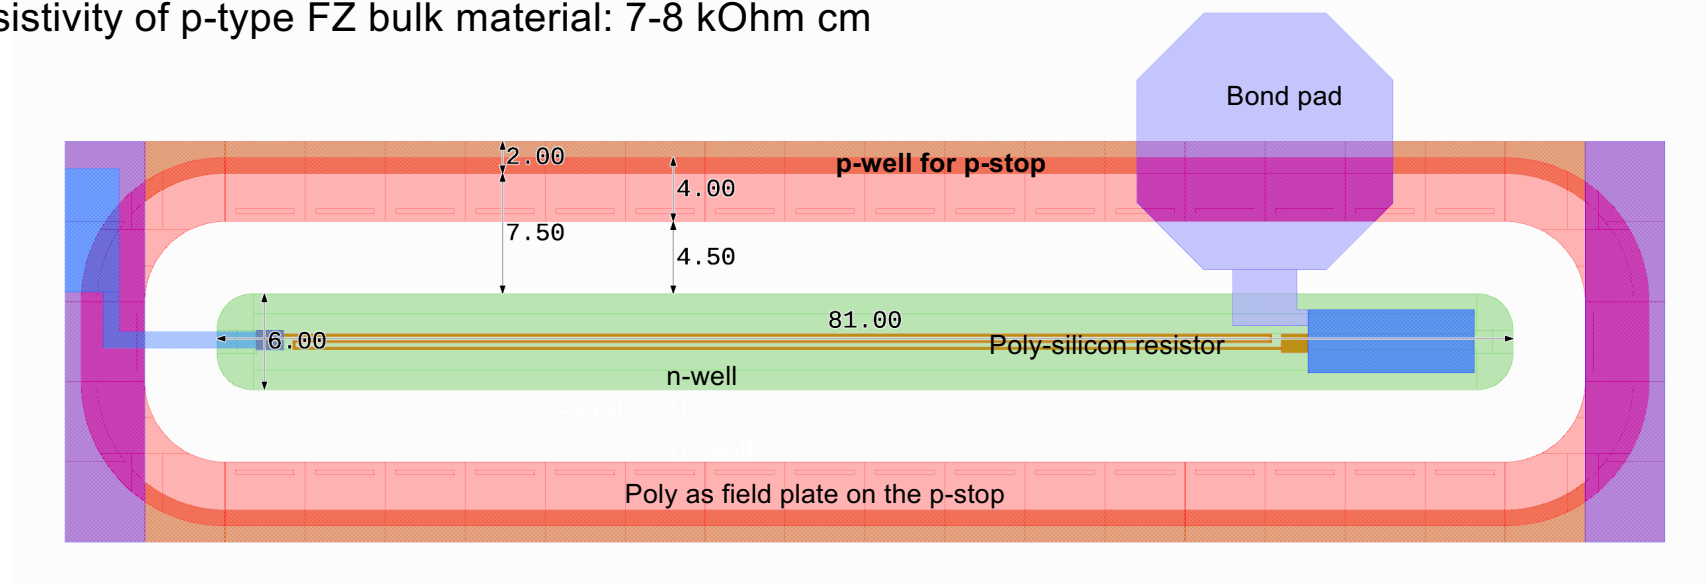 sistivity of p-type FZ bulk material: 7-8 kOhm cm
Bond pad
2.00
p-well for p-stop
4.00
7.50
4.50
81.00
6.00
Poly-silicon resistor
n-well
n-well
n-well
Poly as field plate on the p-stop